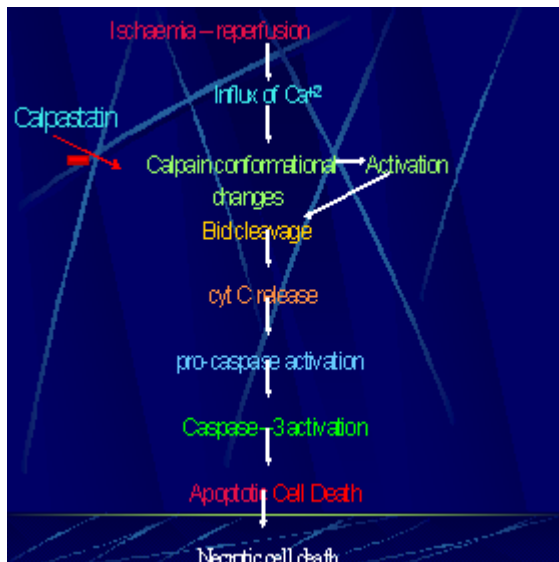 Ischaemia – reperfusion
Influx of Ca+2
Calpastatin
Calpain conformational
changes
Activation
Bid cleavage
cyt C release
pro-caspase activation
Caspase – 3 activation
Apoptotic Cell Death
Necrotic cell death